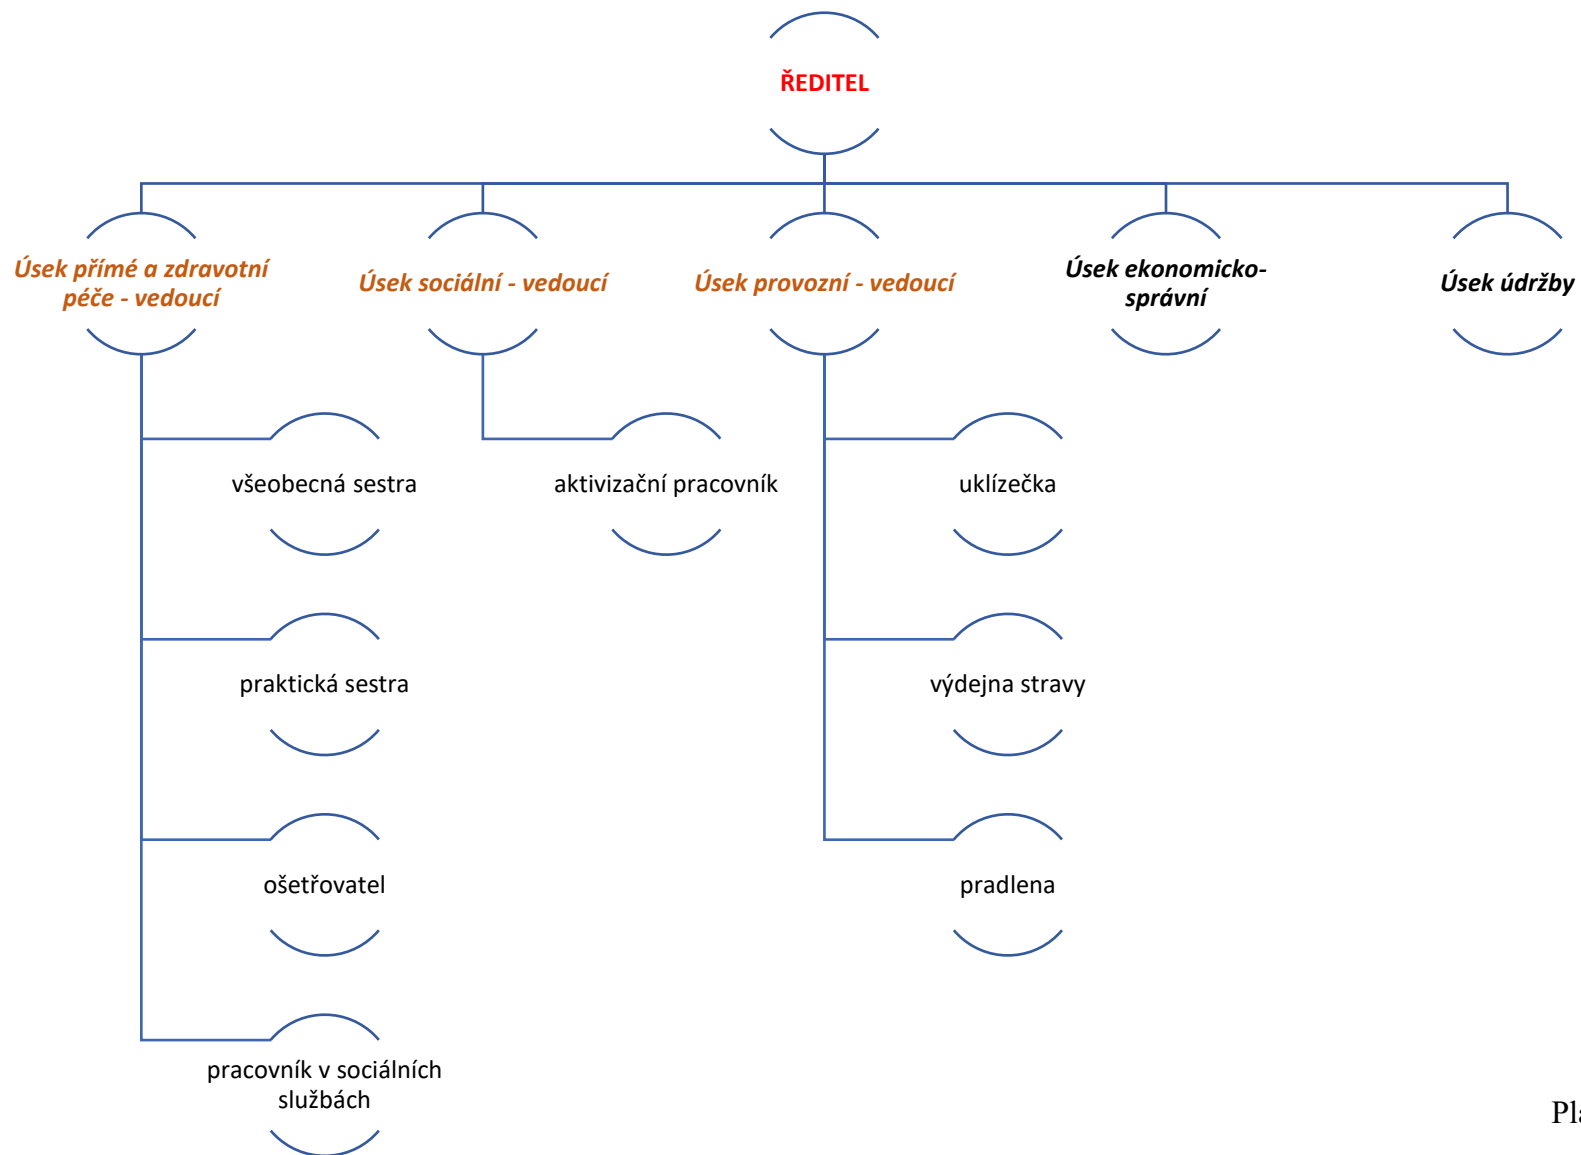 ŘEDITEL
Úsek přímé a zdravotní
péče - vedoucí
Úsek sociální - vedoucí
Úsek provozní - vedoucí
Úsek ekonomicko-
správní
Úsek údržby
všeobecná sestra
aktivizační pracovník
uklízečka
praktická sestra
výdejna stravy
ošetřovatel
pradlena
pracovník v sociálních
službách